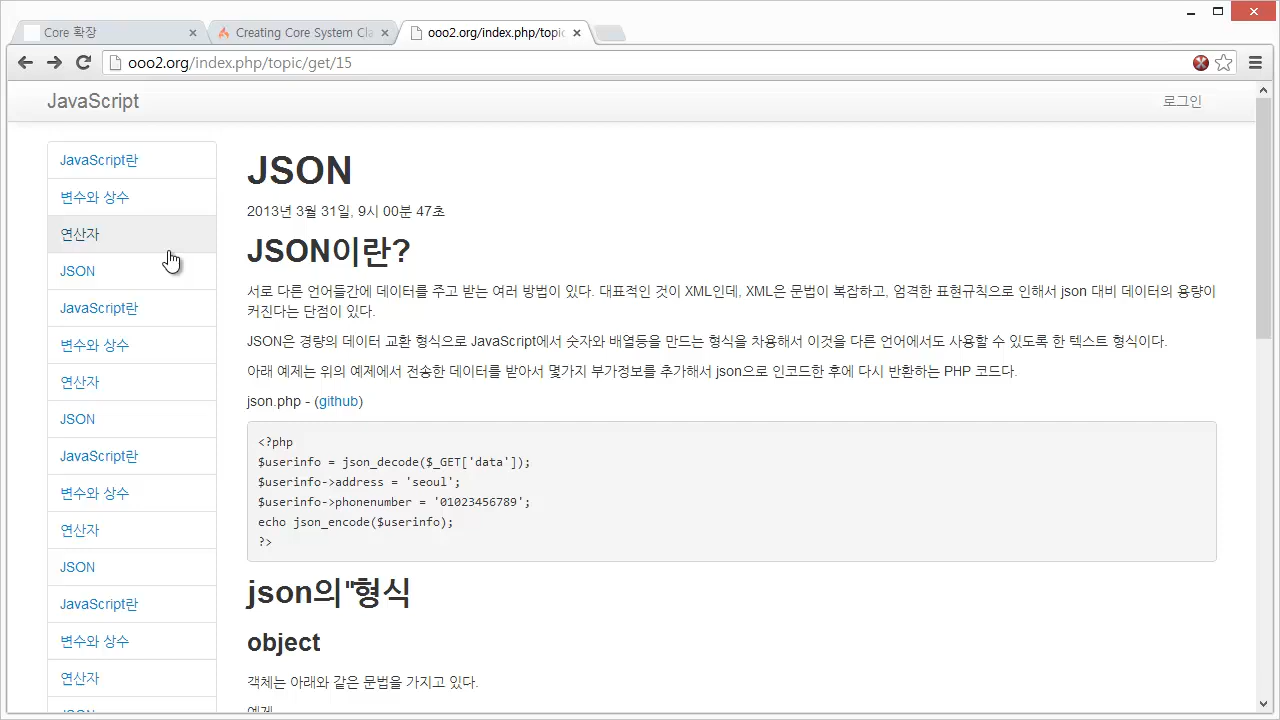 Core 확장
Creating Core System Cla
ooo2.org/index.php/topic
ooo2.org/index.php/topic/get/15
JavaScript
로그인
JavaScript란
변수와 상수
연산자
JSON
JavaScript란
변수와 상수
연산자
JSON
JavaScript란
변수와 상수
연산자
JSON
JavaScript란
변수와 상수
연산자
JSON
JSON
2013년 3월 31일, 9시 00분 47초
JSON이란?
서로 다른 언어들간에 데이터를 주고 받는 여러 방법이 있다. 대표적인 것이 XML인데, XML은 문법이 복잡하고, 엄격한 표현규칙으로 인해서 json 대비 데이터의 용량이
커진다는 단점이 있다.
JSON은 경량의 데이터 교환 형식으로 JavaScript에서 숫자와 배열등을 만드는 형식을 차용해서 이것을 다른 언어에서도 사용할 수 있도록 한 텍스트 형식이다.
아래 예제는 위의 예제에서 전송한 데이터를 받아서 몇가지 부가정보를 추가해서 json으로 인코드한 후에 다시 반환하는 PHP 코드다.
json.php - (github)
<?php
$userinfo = json_decode($_GET['data']);
$userinfo->address = 'seoul';
$userinfo->phonenumber = '01023456789';
echo json_encode($userinfo);
?>
json의"형식
object
객체는 아래와 같은 문법을 가지고 있다.
예제